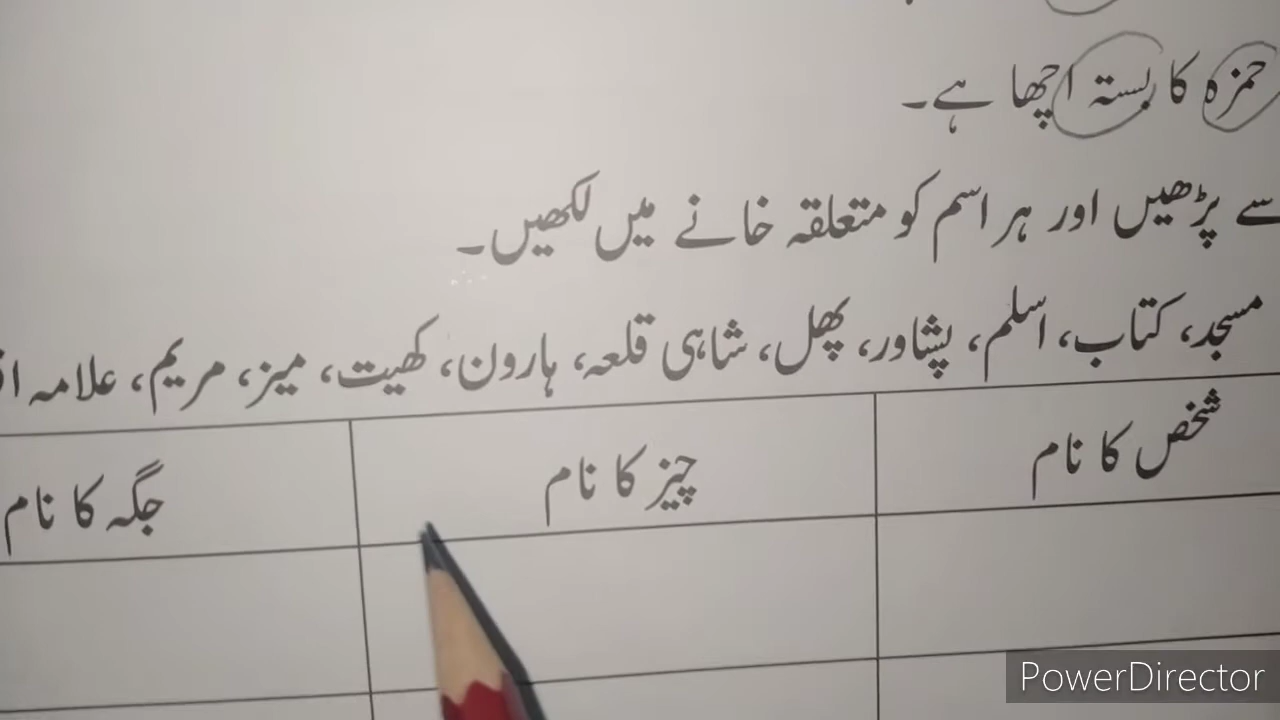 حمزہ کا بستہ اچھا ہے۔
سے پڑھیں اور ہر اسم کو متعلقہ خانے میں لکھیں۔
مسجد، کتاب، اسلم، پشاور، پھل، شاہی قلعہ، ہارون، کھیت، میز، مریم، علامہ
شخص کا نام
چیز کا نام
جگہ کا نام
PowerDirector